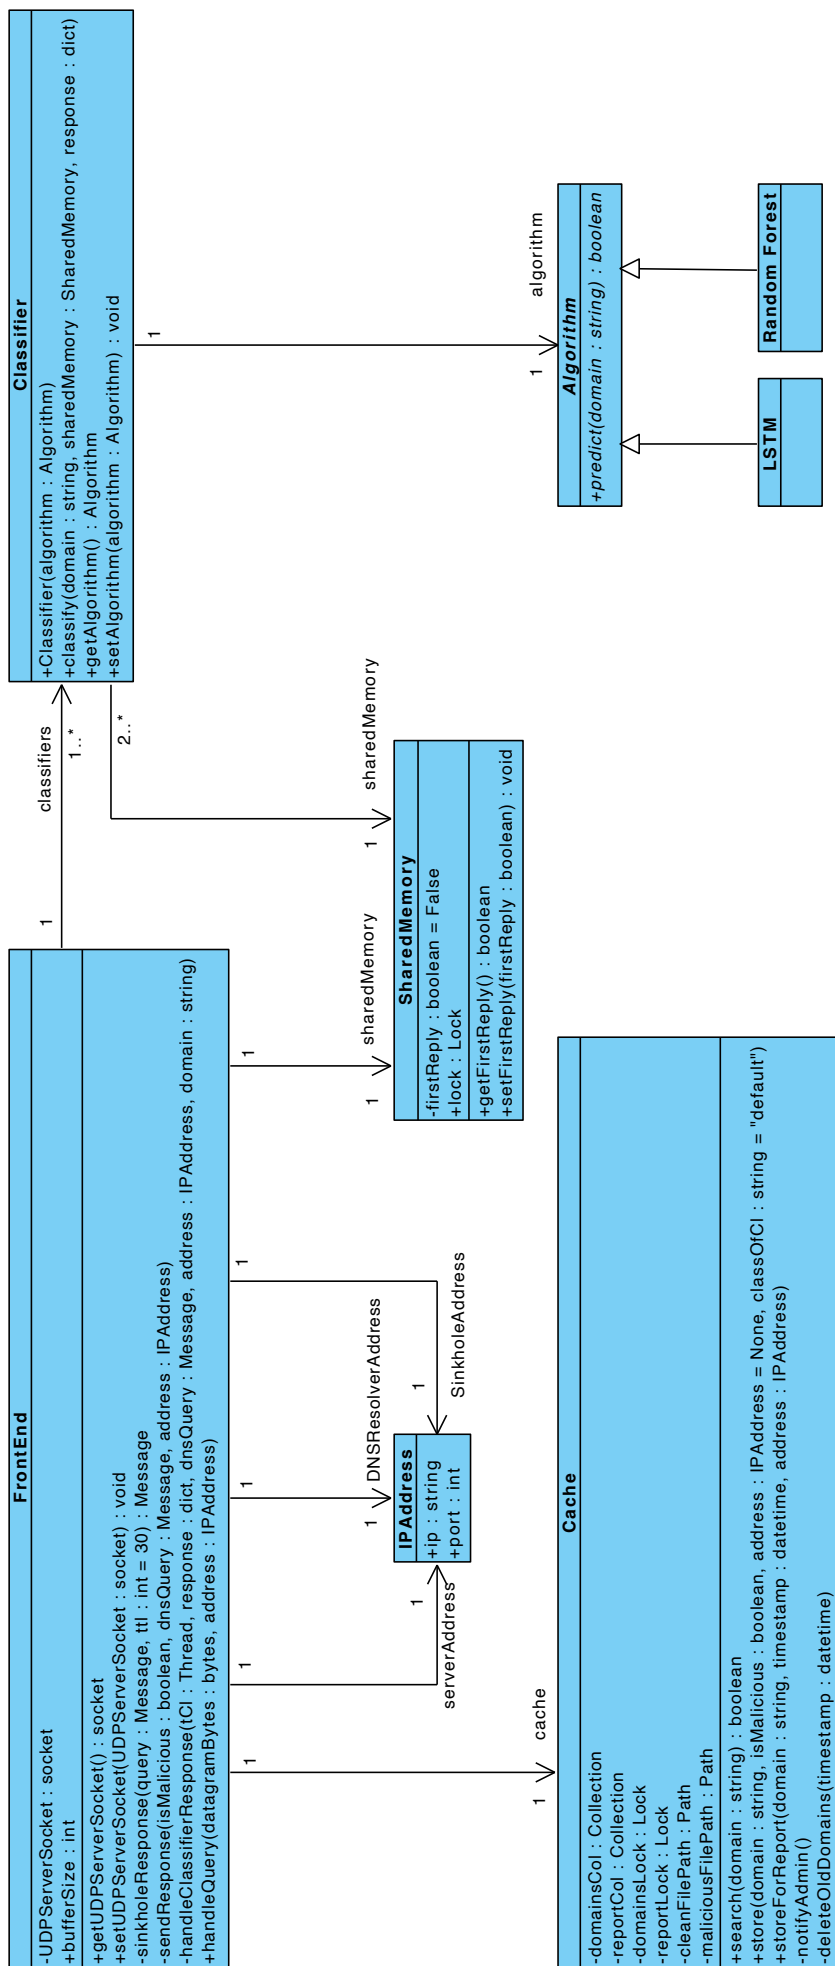 FrontEnd
-UDPServerSocket : socket
+bufferSize : int
+getUDPServerSocket() : socket
+setUDPServerSocket(UDPServerSocket : socket) : void
-sinkholeResponse(query : Message, ttl : int = 30) : Message
-sendResponse(isMalicious : boolean, dnsQuery : Message, address : IPAddress)
-handleClassifierResponse(tCl : Thread, response : dict, dnsQuery : Message, address : IPAddress, domain : string)
+handleQuery(datagramBytes : bytes, address : IPAddress)
1
classifiers
1..*
Classifier
+Classifier(algorithm : Algorithm)
+classify(domain : string, sharedMemory : SharedMemory, response : dict)
+getAlgorithm() : Algorithm
+setAlgorithm(algorithm : Algorithm) : void
2..*
1
1
1
1
1
1
serverAddress
1
1
DNSResolverAddress
1
SinkholeAddress
1
sharedMemory
1
sharedMemory
IPAddress
+ip : string
+port : int
SharedMemory
-firstReply : boolean = False
+lock : Lock
+getFirstReply() : boolean
+setFirstReply(firstReply : boolean) : void
1
cache
1
algorithm
Cache
-domainsCol : Collection
-reportCol : Collection
-domainsLock : Lock
-reportLock : Lock
-cleanFilePath : Path
-maliciousFilePath : Path
+search(domain : string) : boolean
+store(domain : string, isMalicious : boolean, address : IPAddress = None, classOfCl : string = "default")
+storeForReport(domain : string, timestamp : datetime, address : IPAddress)
-notifyAdmin()
-deleteOldDomains(timestamp : datetime)
Algorithm
+predict(domain : string) : boolean
LSTM
Random Forest